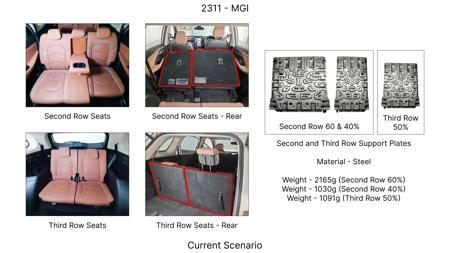 2311 - MGI
Second Row Seats
Second Row Seats - Rear
Third Row Seats
Third Row Seats - Rear
Second Row 60 & 40%
Third Row
50%
Second and Third Row Support Plates
Material - Steel
Weight - 2165g (Second Row 60%)
Weight - 1030g (Second Row 40%)
Weight - 1091g (Third Row 50%)
Current Scenario